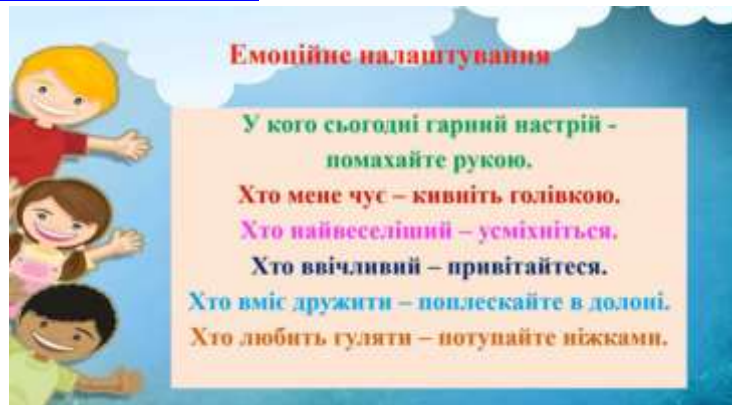 Емоційне налаштування
У кого сьогодні гарний настрій -
помахайте рукою.
Хто мене чує – кивніть голівкою.
Хто найвеселіший – усміхніться.
Хто ввічливий – привітайтеся.
Хто вміє дружити – поплескайте в долоні.
Хто любить гуляти – потупайте ніжками.